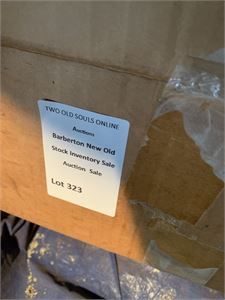 TWO OLD SOULS ONLINE
Auctions
Barberton New Old
Stock Inventory Sale
Auction Sale
Lot 323